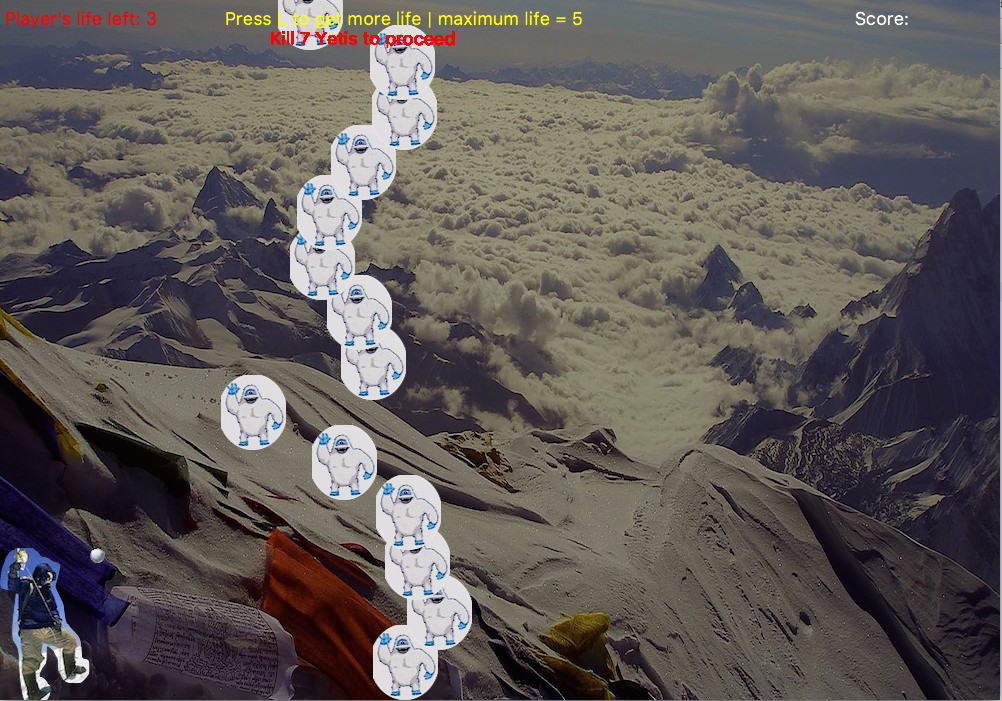 Player's life left: 3
Press L to get more life | maximum life = 5
Score:
Kill 7 Yetis to proceed